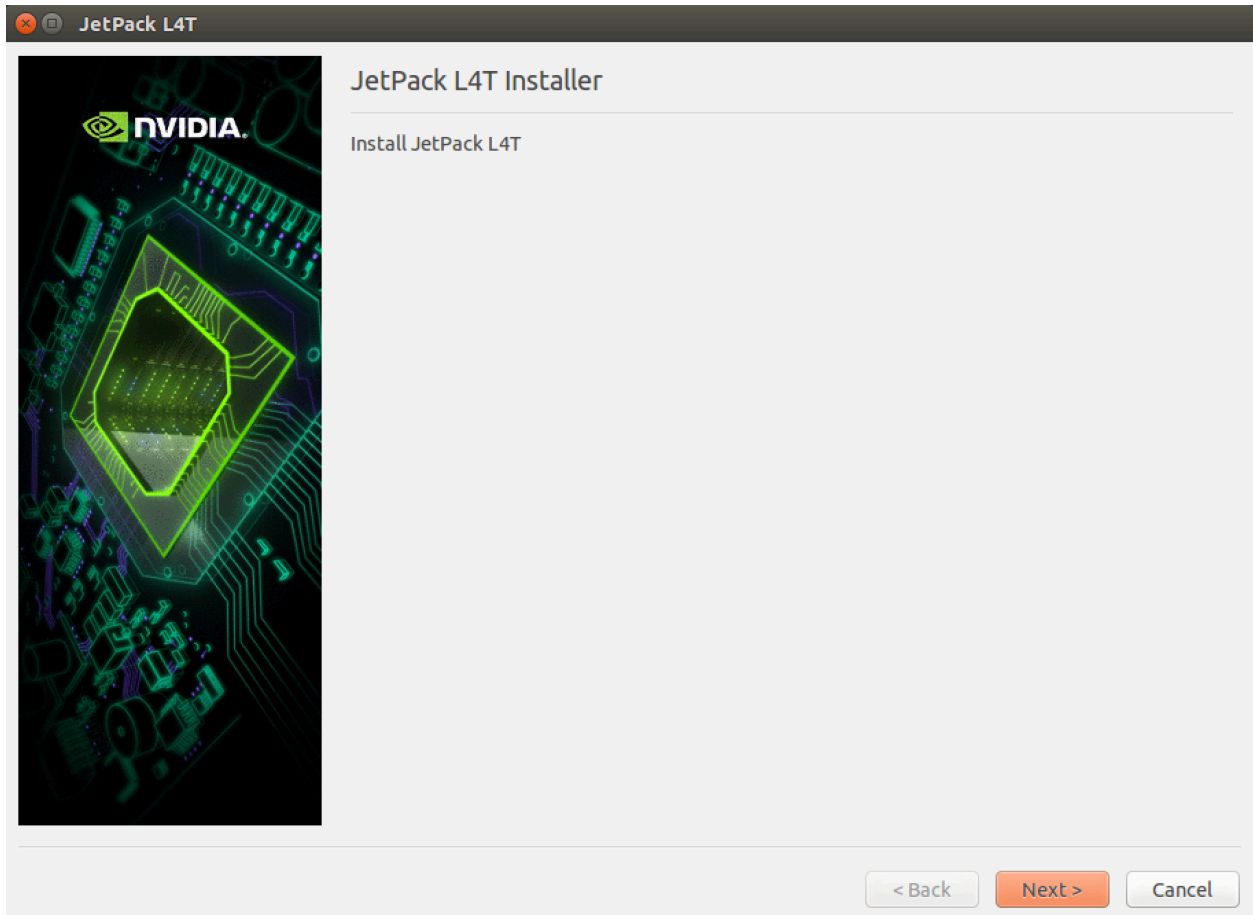 JetPack L4T
NVIDIA.
JetPack L4T Installer
Install JetPack L4T
< Back
Next >
Cancel